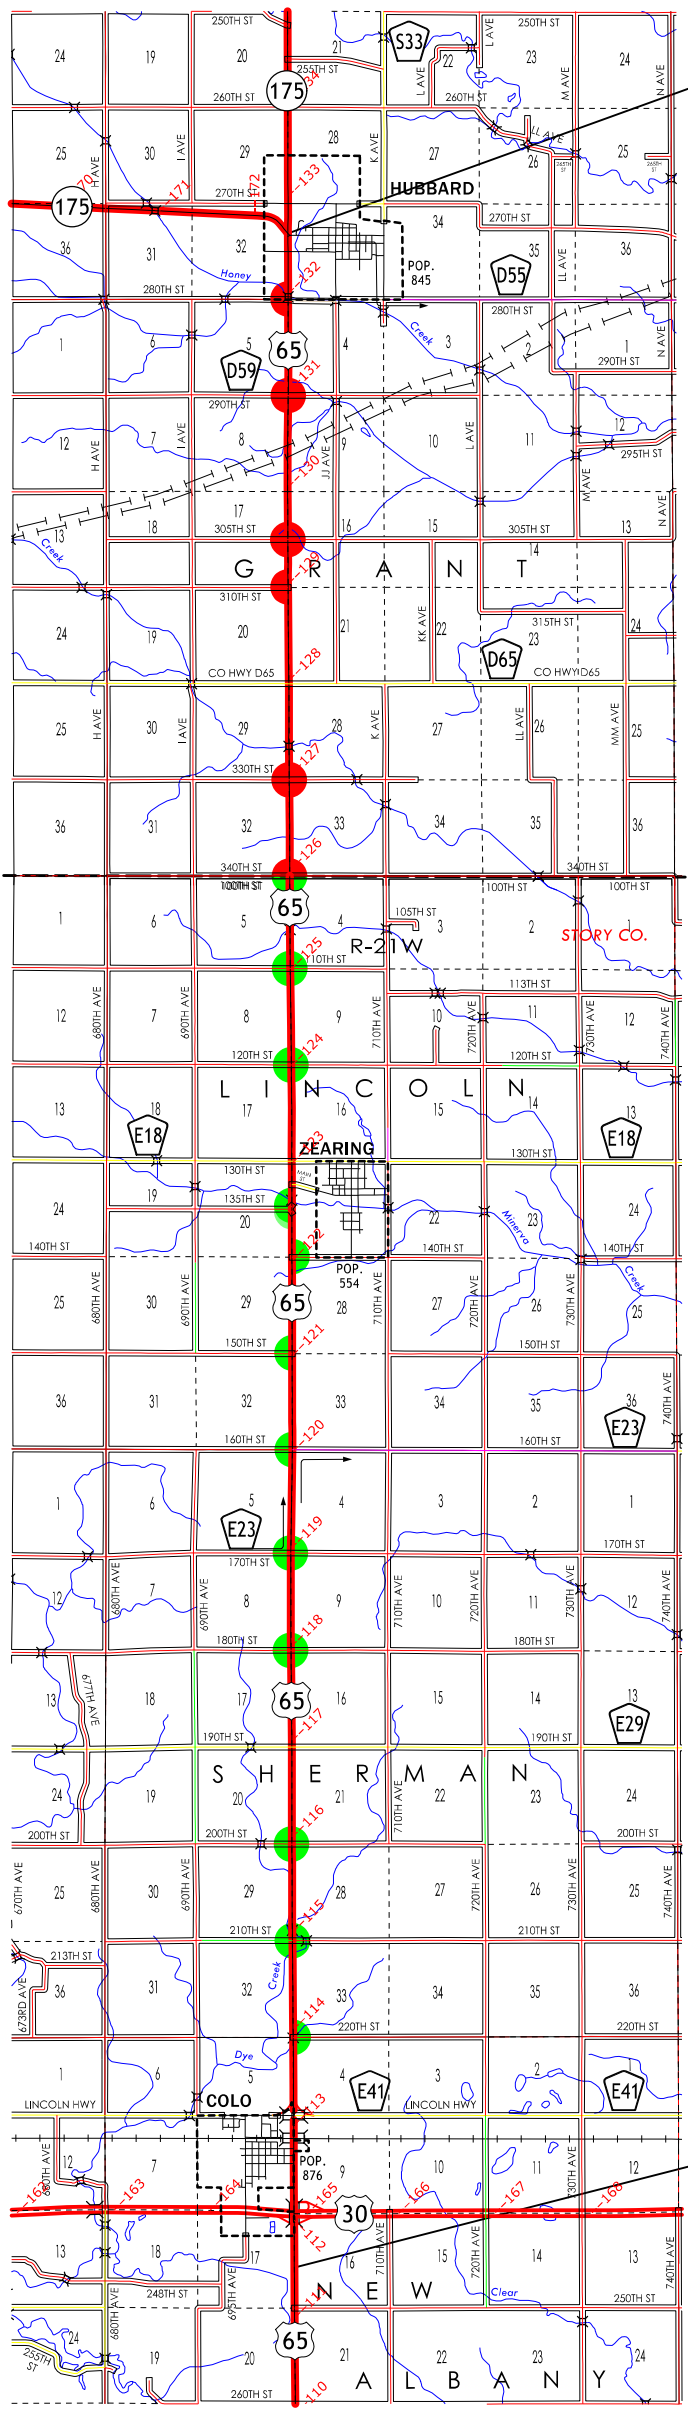 250TH ST
250TH ST
S33
L AVE
24
19
20
21
22
23
24
255TH ST
L AVE
M AVE
N AVE
175
260TH ST
260TH ST
LL AVE
28
K AVE
25
30
I AVE
29
27
26
25
H AVE
265TH ST
265TH ST
-133
-171
172
270TH ST
HUBBARD
175
34
270TH ST
36
31
32
35
36
LL AVE
POP.
845
D55
Honey
-132
280TH ST
280TH ST
Creek
N AVE
1
6
5
65
4
3
2
1
290TH ST
D59
-131
290TH ST
12
12
7
I AVE
8
9
10
L AVE
11
H AVE
295TH ST
JJ AVE
-130
M AVE
17
N AVE
13
18
305TH ST
16
15
305TH ST
13
Creek
14
-129
GRANT
310TH ST
24
19
20
21
KK AVE
22
315TH ST
23
24
D65
-128
CO HWY D65
CO HWY D65
25
H AVE
30
I AVE
29
28
K AVE
27
LL AVE
26
MM AVE
25
-127
330TH ST
36
31
32
33
34
35
36
-126
340TH ST
340TH ST
100TH ST
100TH ST
100TH ST
65
1
6
5
4
105TH ST
3
2
1
R-21W
STORY CO.
-125
110TH ST
113TH ST
12
680TH AVE
7
690TH AVE
8
9
710TH AVE
10
720TH AVE
11
730TH AVE
12
740TH AVE
-124
120TH ST
120TH ST
LINCOLN
13
18
17
16
15
14
13
E18
E18
ZEARING
130TH ST
130TH ST
MAIN ST
19
135TH ST
24
20
22
23
24
Minerva
140TH ST
-122
140TH ST
140TH ST
POP.
554
Creek
25
680TH AVE
30
690TH AVE
29
65
28
710TH AVE
27
720TH AVE
26
730TH AVE
25
-121
150TH ST
150TH ST
36
31
32
33
34
35
36
740TH AVE
E23
-120
160TH ST
160TH ST
1
6
5
4
3
2
1
E23
-119
170TH ST
170TH ST
12
680TH AVE
7
690TH AVE
8
9
710TH AVE
10
720TH AVE
11
730TH AVE
12
740TH AVE
-118
180TH ST
180TH ST
13
677TH AVE
18
17
65
16
15
14
13
E29
-117
190TH ST
190TH ST
SHERMAN
24
19
20
21
710TH AVE
22
23
24
-116
200TH ST
200TH ST
200TH ST
670TH AVE
25
680TH AVE
30
690TH AVE
29
28
27
720TH AVE
26
730TH AVE
25
740TH AVE
-115
210TH ST
210TH ST
213TH ST
Creek
673RD AVE
36
31
32
33
34
35
36
-114
220TH ST
220TH ST
Dye
1
6
5
4
3
2
1
E41
E41
LINCOLN HWY
COLO
LINCOLN HWY
POP.
876
12
7
9
10
11
12
680TH AVE
730TH AVE
-162
-163
-164
-165
-166
-167
-168
30
-112
13
18
17
16
710TH AVE
15
720TH AVE
14
13
740TH AVE
248TH ST
695TH AVE
NEW
Clear
250TH ST
680TH AVE
24
255TH ST
19
20
65
21
22
23
24
ALBANY
260TH ST
-110